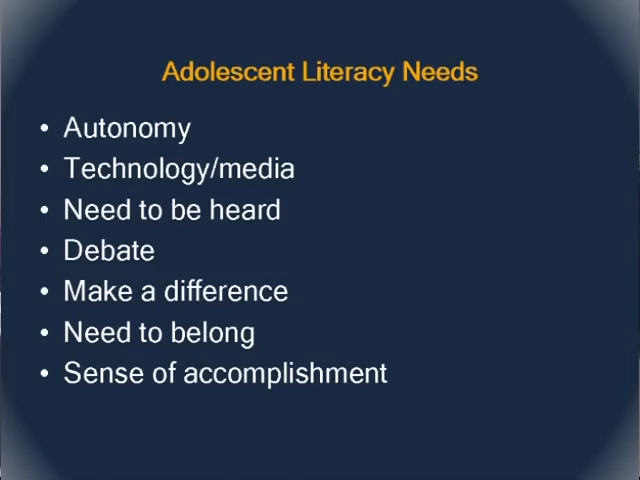 Adolescent Literacy Needs
• Autonomy
• Technology/media
• Need to be heard
• Debate
• Make a difference
• Need to belong
• Sense of accomplishment